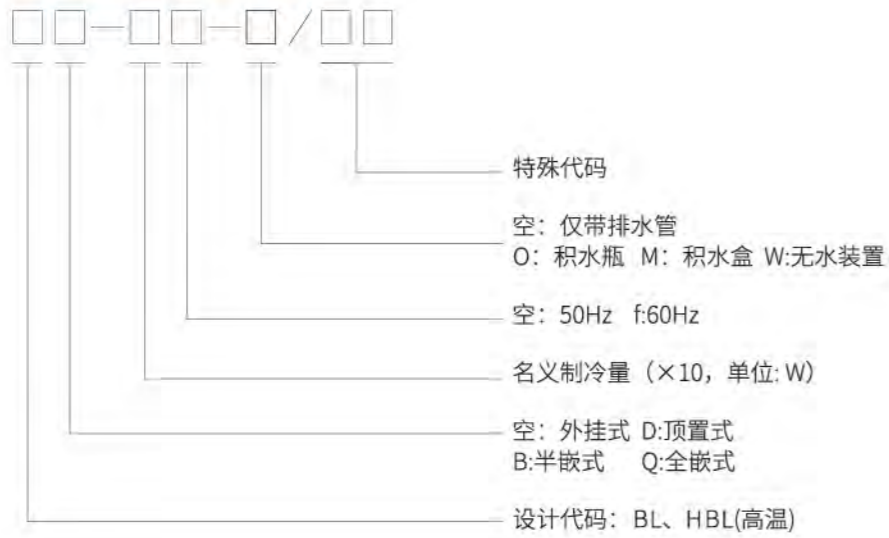 □□—□□—□/□□
特殊代码
空：仅带排水管
O：积水瓶 M：积水盒 W:无水装置
空：50Hz f:60Hz
名义制冷量（×10，单位: W）
空：外挂式 D:顶置式
B:半嵌式 Q:全嵌式
设计代码：BL、HBL(高温)